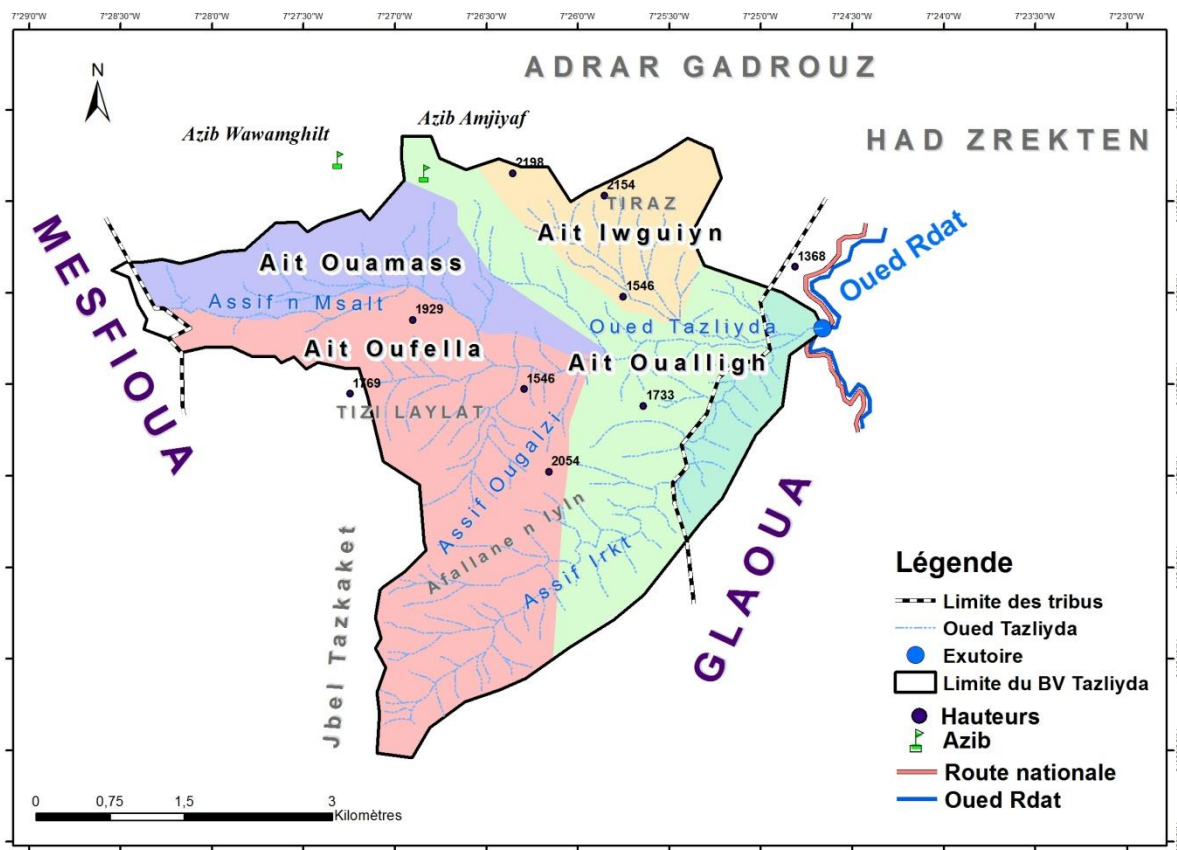 7°29'0"W 7°28'30"W 7°28'0"W 7°27'30"W 7°27'0"W 7°26'30"W 7°26'0"W 7°25'30"W 7°25'0"W 7°24'30"W 7°24'0"W 7°23'30"W 7°23'0"W
ADRAR GADROUZ
N
Azib Amjiyaf
Azib Wawamghilt
HAD ZREKTEN
2198
2154
TIRAZ
Ait Iwguiyn
MESFIOUA
Ait Ouamass
1368
Oued Rdat
Assif n Msalt
1546
1929
Oued Tazliyda
Ait Oufella
Ait Oualligh
1769
1546
TIZI LAYLAT
1733
Assif Ougalzi
2054
Afallane n Iyln
Assif Irkt
GLAOUA
Jbel Tazkaket
Légende
Limite des tribus
Oued Tazliyda
Exutoire
Limite du BV Tazliyda
Hauteurs
Azib
Route nationale
Oued Rdat
0 0,75 1,5 3
Kilomètres